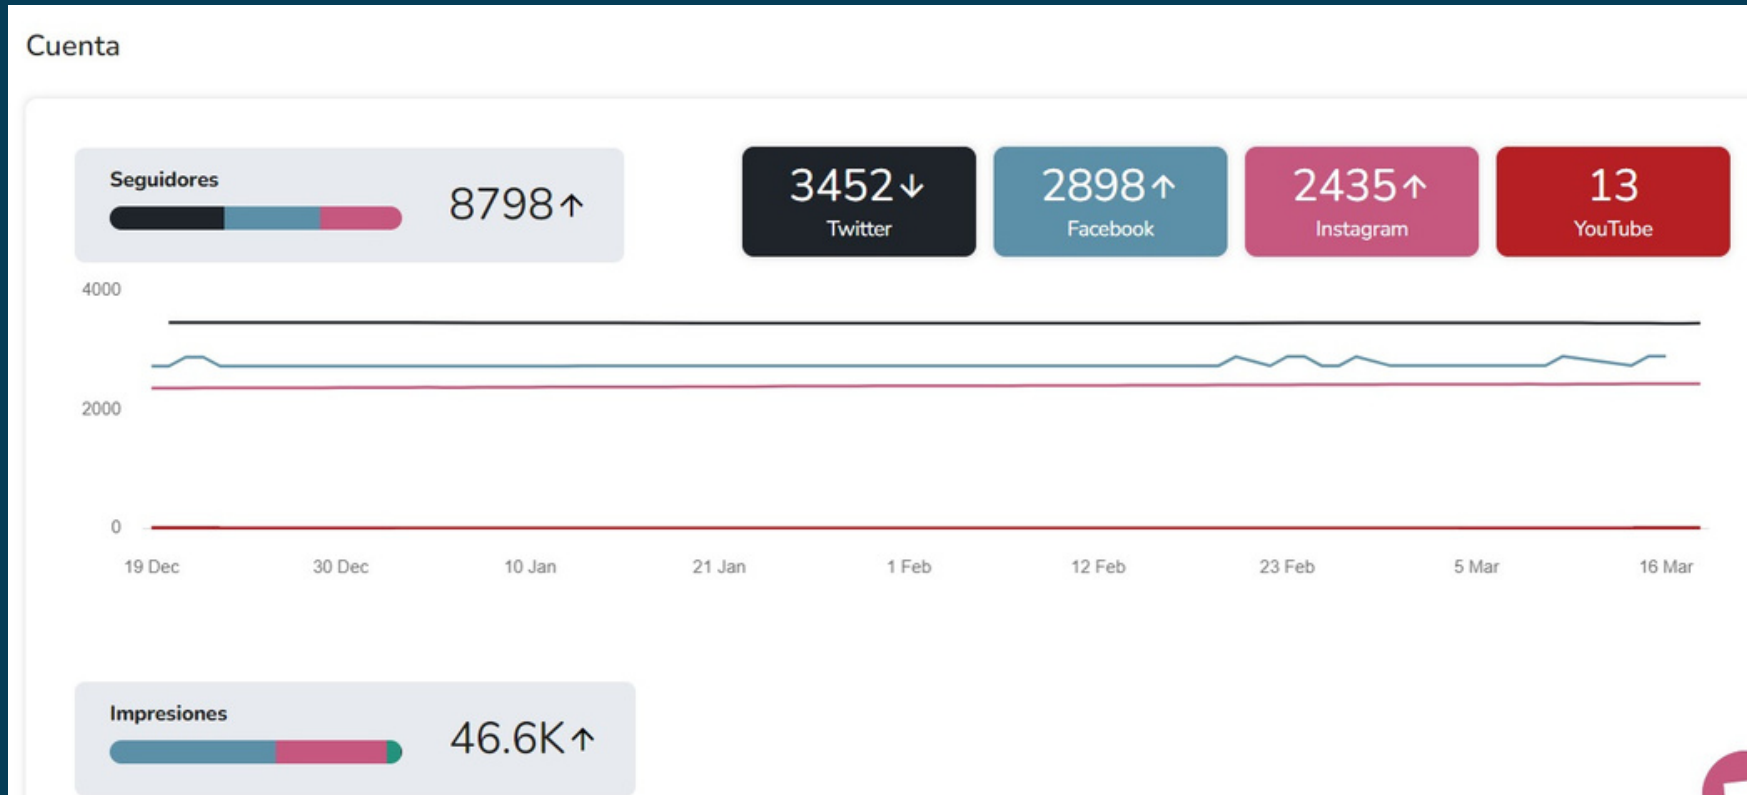 Cuenta
Seguidores
8798↑
3452↓
Twitter
2898↑
Facebook
2435↑
Instagram
13
YouTube
4000
2000
0
19 Dec
30 Dec
10 Jan
21 Jan
1 Feb
12 Feb
23 Feb
5 Mar
16 Mar
Impresiones
46.6K↑